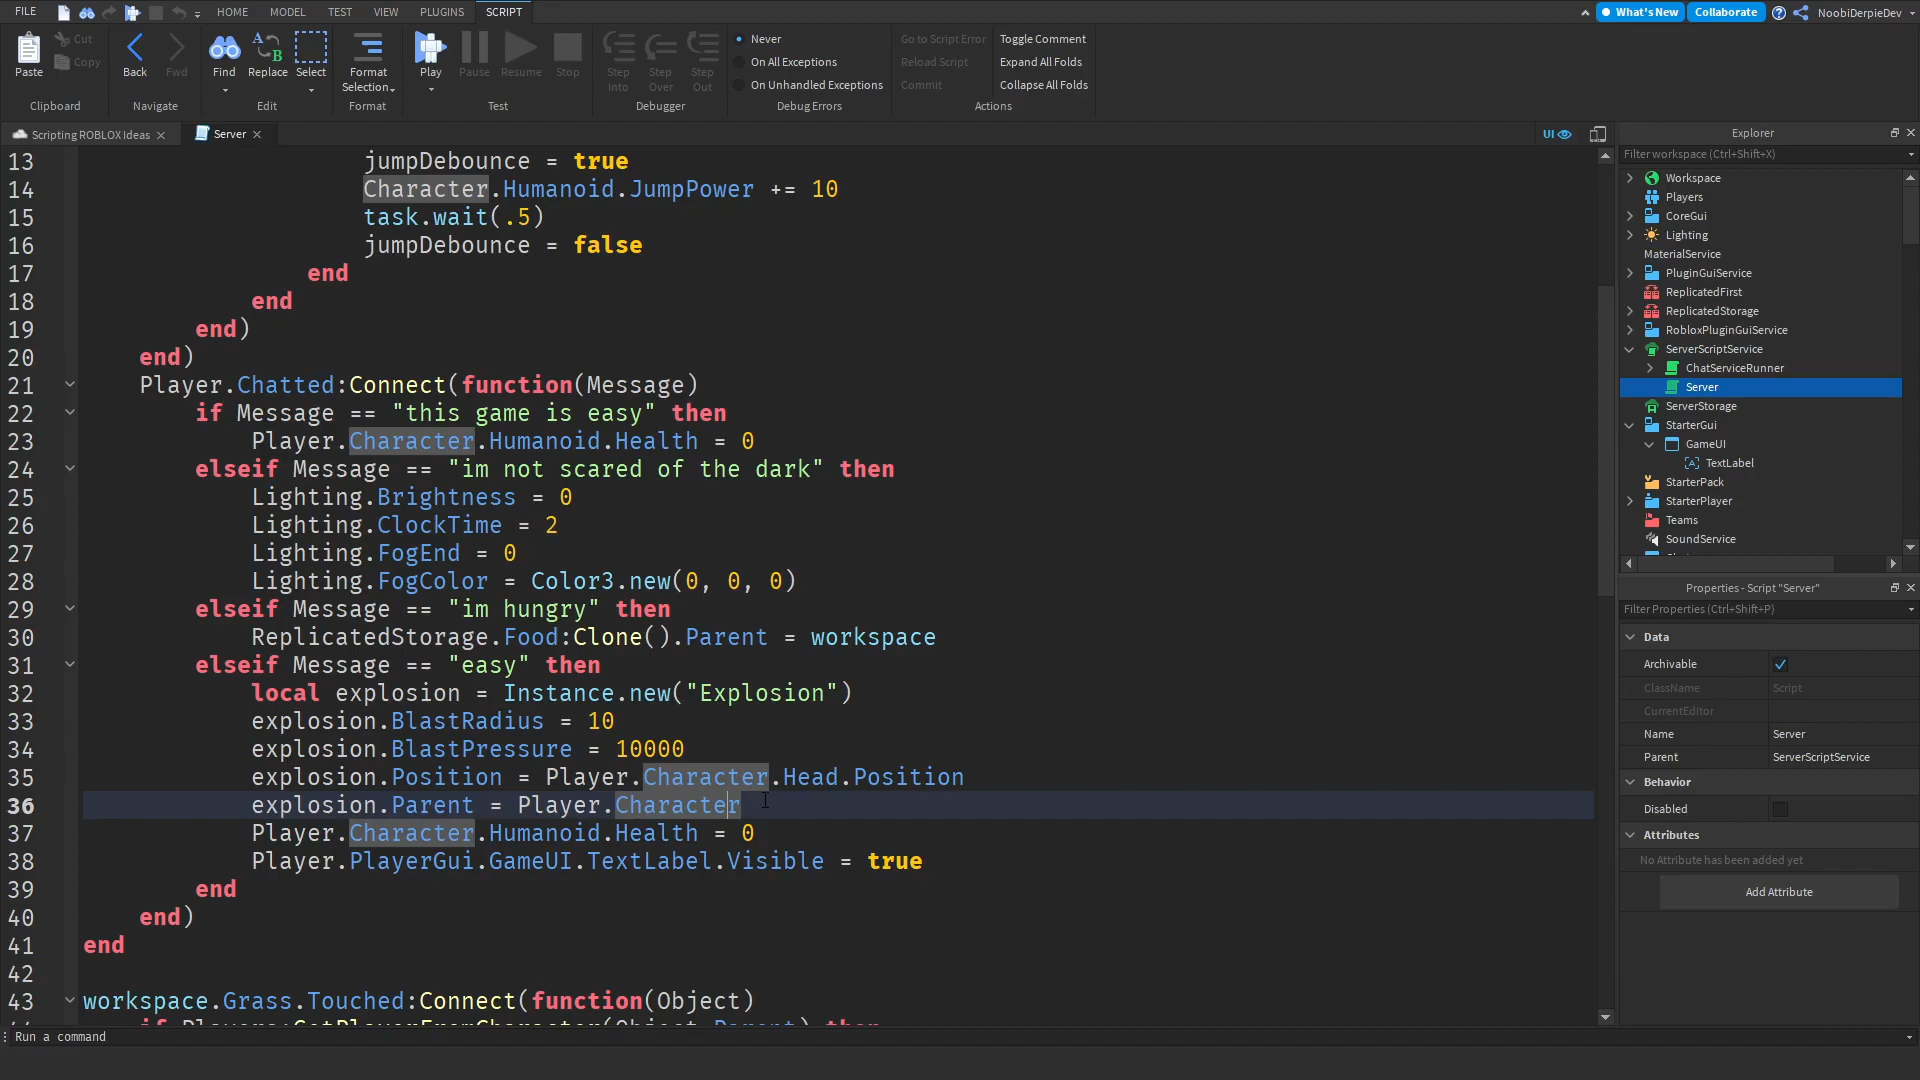 FILE HOME MODEL TEST VIEW PLUGINS SCRIPT What's New Collaborate NoobiDerpieDev
Paste Cut Copy Back Fwd Find Replace Select Format Selection Play Pause Resume Stop Step Into Step Over Step Out
Never
On All Exceptions
On Unhandled Exceptions
Go to Script Error
Reload Script
Commit
Toggle Comment
Expand All Folds
Collapse All Folds
Clipboard Navigate Edit Format Test Debugger Debug Errors Actions
Scripting ROBLOX Ideas Server UI
13 jumpDebounce = true
14 Character.Humanoid.JumpPower += 10
15 task.wait(.5)
16 jumpDebounce = false
17 end
18 end
19 end)
20 end)
21 Player.Chatted:Connect(function(Message)
22 if Message == "this game is easy" then
23 Player.Character.Humanoid.Health = 0
24 elseif Message == "im not scared of the dark" then
25 Lighting.Brightness = 0
26 Lighting.ClockTime = 2
27 Lighting.FogEnd = 0
28 Lighting.FogColor = Color3.new(0, 0, 0)
29 elseif Message == "im hungry" then
30 ReplicatedStorage.Food:Clone().Parent = workspace
31 elseif Message == "easy" then
32 local explosion = Instance.new("Explosion")
33 explosion.BlastRadius = 10
34 explosion.BlastPressure = 10000
35 explosion.Position = Player.Character.Head.Position
36 explosion.Parent = Player.Character
37 Player.Character.Humanoid.Health = 0
38 Player.PlayerGui.GameUI.TextLabel.Visible = true
39 end
40 end)
41 end
42
43 workspace.Grass.Touched:Connect(function(Object)
Run a command
Explorer
Filter workspace (Ctrl+Shift+X)
Workspace
Players
CoreGui
Lighting
MaterialService
PluginGuiService
ReplicatedFirst
ReplicatedStorage
RobloxPluginGuiService
ServerScriptService
ChatServiceRunner
Server
ServerStorage
StarterGui
GameUI
TextLabel
StarterPack
StarterPlayer
Teams
SoundService
Properties - Script "Server"
Filter Properties (Ctrl+Shift+P)
Data
Archivable
ClassName Script
CurrentEditor
Name Server
Parent ServerScriptService
Behavior
Disabled
Attributes
No Attribute has been added yet
Add Attribute